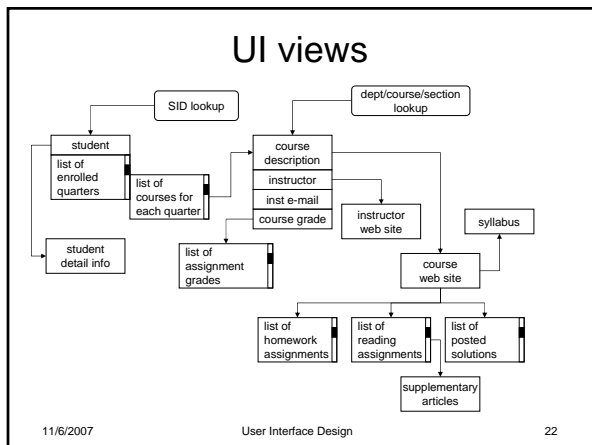 UI views
SID lookup
dept/course/section
lookup
student
list of
enrolled
quarters
list of
courses for
each quarter
course
description
instructor
inst e-mail
course grade
instructor
web site
syllabus
student
detail info
list of
assignment
grades
course
web site
list of
homework
assignments
list of
reading
assignments
list of
posted
solutions
supplementary
articles
11/6/2007
User Interface Design
22